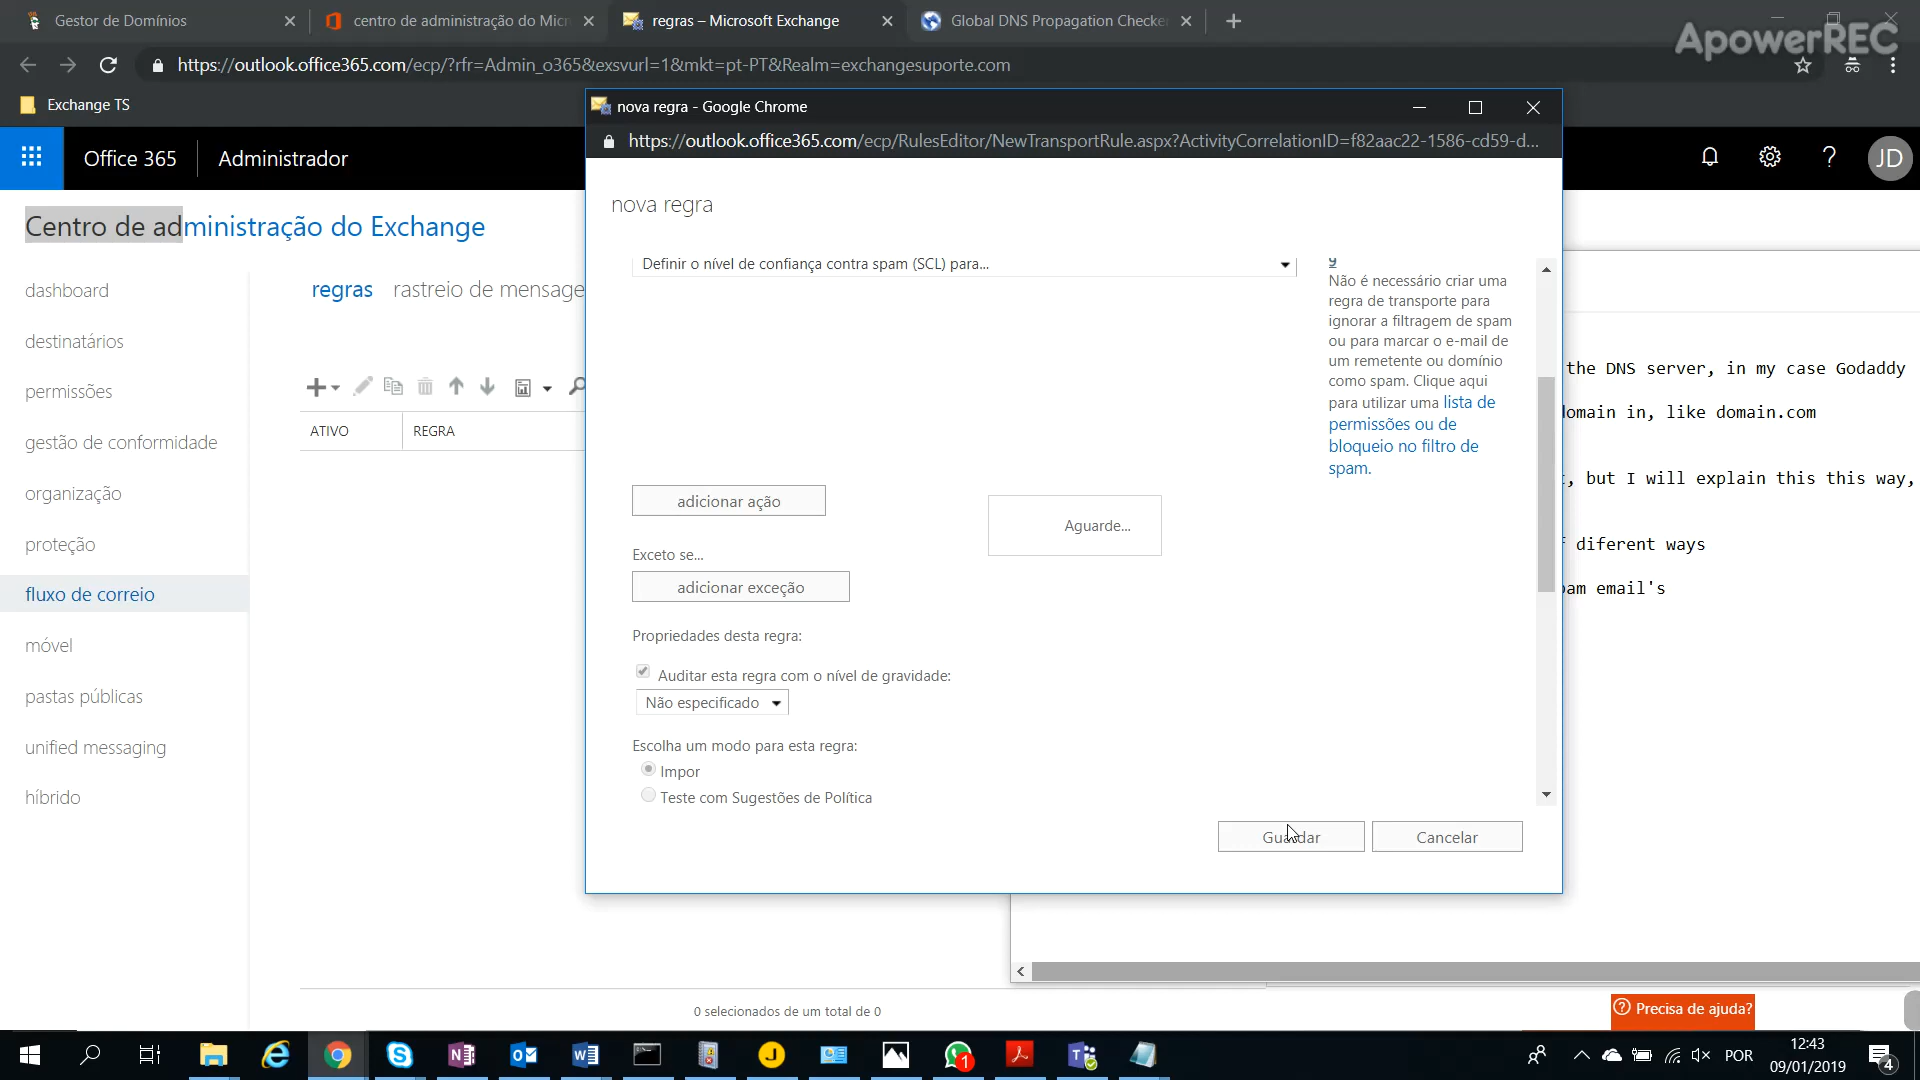 Gestor de Domínios
centro de administração do Micr
regras – Microsoft Exchange
Global DNS Propagation Checke
ApowerREC
https://outlook.office365.com/ecp/?rfr=Admin_o365&exsvurl=1&mkt=pt-PT&Realm=exchangesuporte.com
Exchange TS
nova regra - Google Chrome
https://outlook.office365.com/ecp/RulesEditor/NewTransportRule.aspx?ActivityCorrelationID=f82aac22-1586-cd59-d...
Office 365
Administrador
JD
Centro de administração do Exchange
dashboard
destinatários
permissões
gestão de conformidade
organização
proteção
fluxo de correio
móvel
pastas públicas
unified messaging
híbrido
regras rastreio de mensage
ATIVO
REGRA
nova regra
Definir o nível de confiança contra spam (SCL) para...
g
Não é necessário criar uma
regra de transporte para
ignorar a filtragem de spam
ou para marcar o e-mail de
um remetente ou domínio
como spam. Clique aqui
para utilizar uma lista de
permissões ou de
bloqueio no filtro de
spam.
adicionar ação
Aguarde...
Exceto se...
adicionar exceção
Propriedades desta regra:
Auditar esta regra com o nível de gravidade:
Não especificado
Escolha um modo para esta regra:
Impor
Teste com Sugestões de Política
Guardar
Cancelar
the DNS server, in my case Godaddy
domain in, like domain.com
, but I will explain this this way,
diferent ways
email's
0 selecionados de um total de 0
Precisa de ajuda?
1
POR
12:43
09/01/2019
4